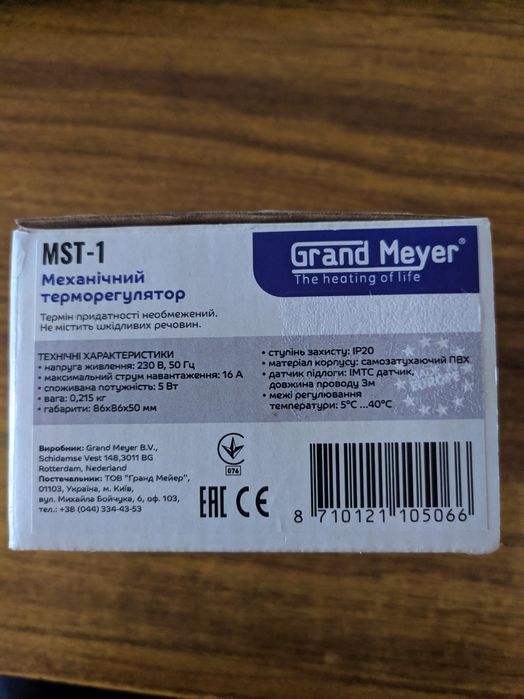 MST-1
Механічний
терморегулятор
Термін придатності необмежений.
Не містить шкідливих речовин.
Grand Meyer®
The heating of life
ТЕХНІЧНІ ХАРАКТЕРИСТИКИ
• напруга живлення: 230 В, 50 Гц
• максимальний струм навантаження: 16 А
• споживана потужність: 5 Вт
• вага: 0,215 кг
• габарити: 86х86х50 мм
• ступінь захисту: IP20
• матеріал корпусу: самозатухаючий ПВХ
• датчик підлоги: IMTC датчик,
довжина проводу 3м
• межі регулювання
температури: 5°C ...40°C
Виробник: Grand Meyer B.V.,
Schidamse Vest 148,3011 BG
Rotterdam, Nederland
Постачальник: ТОВ "Гранд Мейер",
01103, Україна, м. Київ,
вул. Михайла Бойчука, 6, оф. 103,
тел.: +38 (044) 334-43-53
076
EAC CE
8 710121 105066